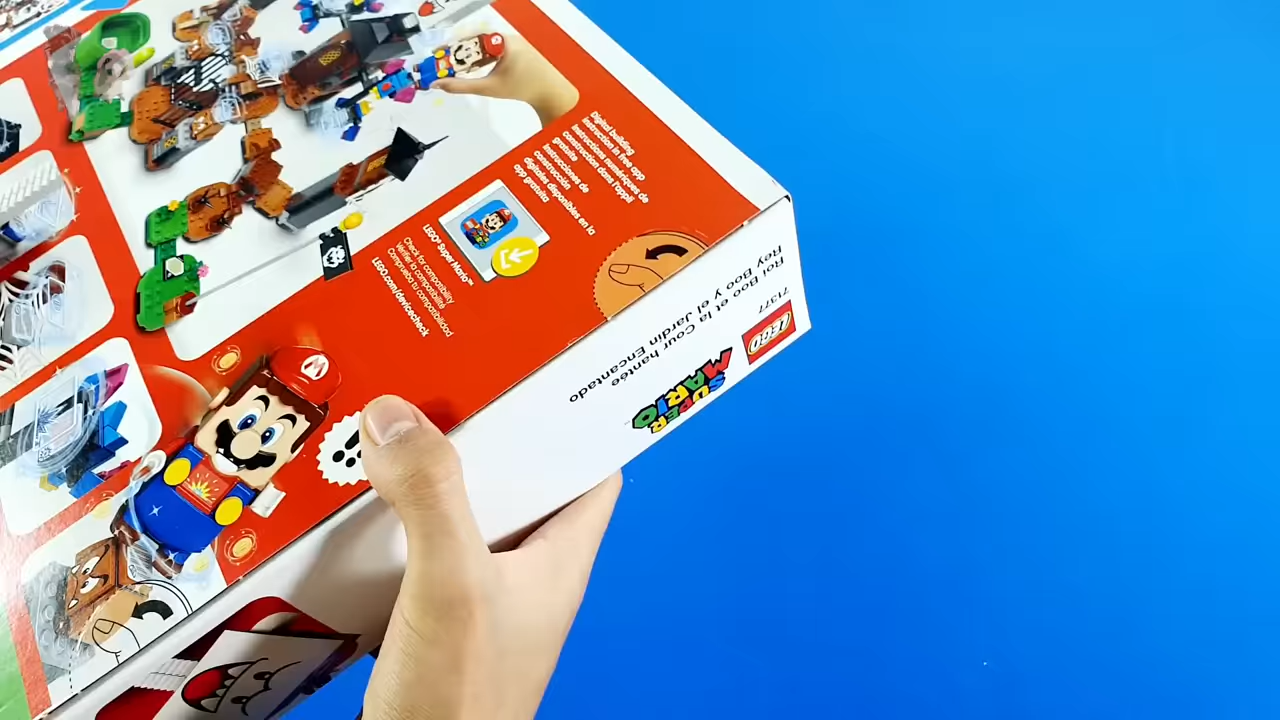 Digital building
instruction in free app
Instructions numériques de
construction dans l'appli
gratuite
Instrucciones de
construcción
digitales disponibles en la
app gratuita
LEGO® Super Mario™
Check for compatibility
Vérifier la compatibilité
Comprueba tu compatibilidad
LEGO.com/devicecheck
M
LEGO
71377
Roi Boo et la Cour hantée
Rey Boo y el Jardín Encantado
SUPER
MARIO